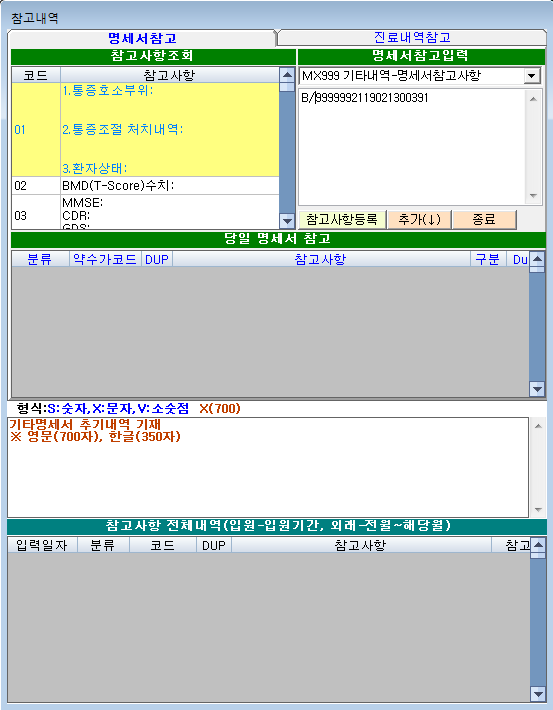 참고내역
명세서참고 진료내역참고
참고사항조회 명세서참고입력
코드 참고사항
MX999 기타내역-명세서참고사항
B/9999992119021300391
1.통증호소부위:
01 2.통증조절 처치내역:
3.환자상태:
02 BMD(T-Score)수치:
MMSE:
03 CDR:
GDS:
참고사항등록 추가(↓) 종료
당일 명세서 참고
분류 약수가코드 DUP 참고사항 구분 Du
형식:S:숫자,X:문자,V:소숫점 X(700)
기타명세서 추기내역 기재
※ 영문(700자), 한글(350자)
참고사항 전체내역(입원-입원기간, 외래-전월~해당월)
입력일자 분류 코드 DUP 참고사항 참고